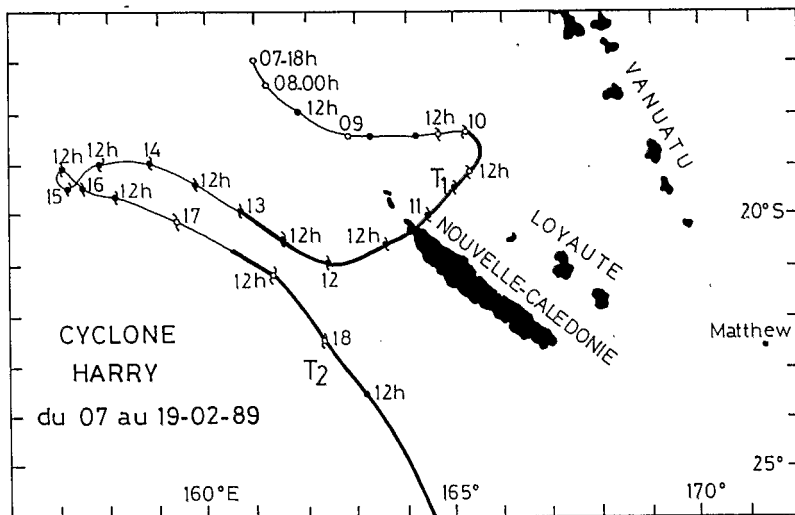 07-18h
08.00h
12h
09
12h
10
12h
T1
11
12h
12
12h
13
12h
14
12h
12h
15
16
12h
17
12h
18
T2
12h
VANUATU
LOYAUTE
NOUVELLE-CALEDONIE
20°S
Matthew
25°
160°E
165°
170°
CYCLONE
HARRY
du 07 au 19-02-89